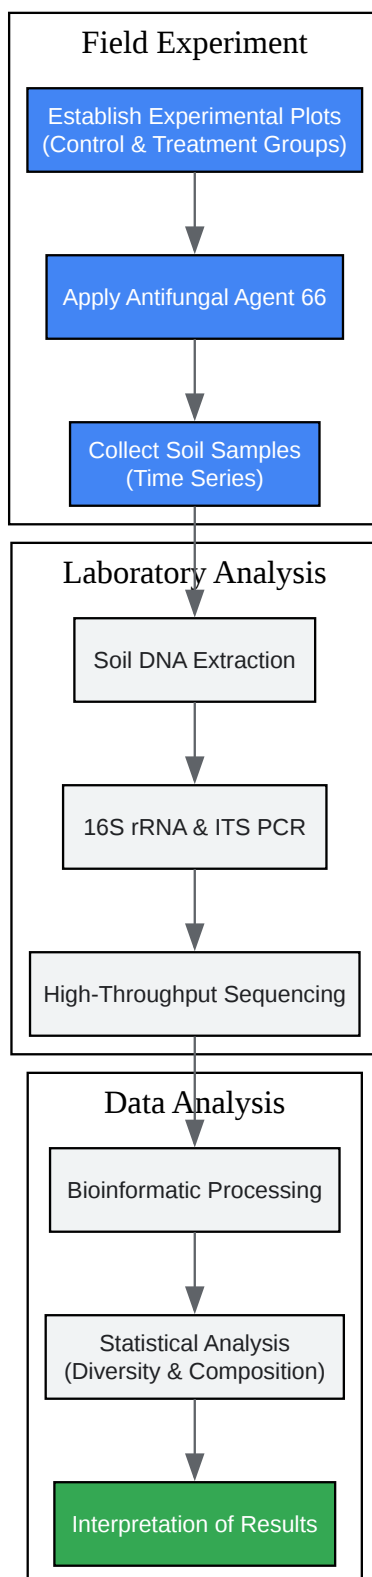 Field Experiment
Establish Experimental Plots
(Control & Treatment Groups)
Apply Antifungal Agent 66
Collect Soil Samples
(Time Series)
Laboratory Analysis
Soil DNA Extraction
16S rRNA & ITS PCR
High-Throughput Sequencing
Data Analysis
Bioinformatic Processing
Statistical Analysis
(Diversity & Composition)
Interpretation of Results